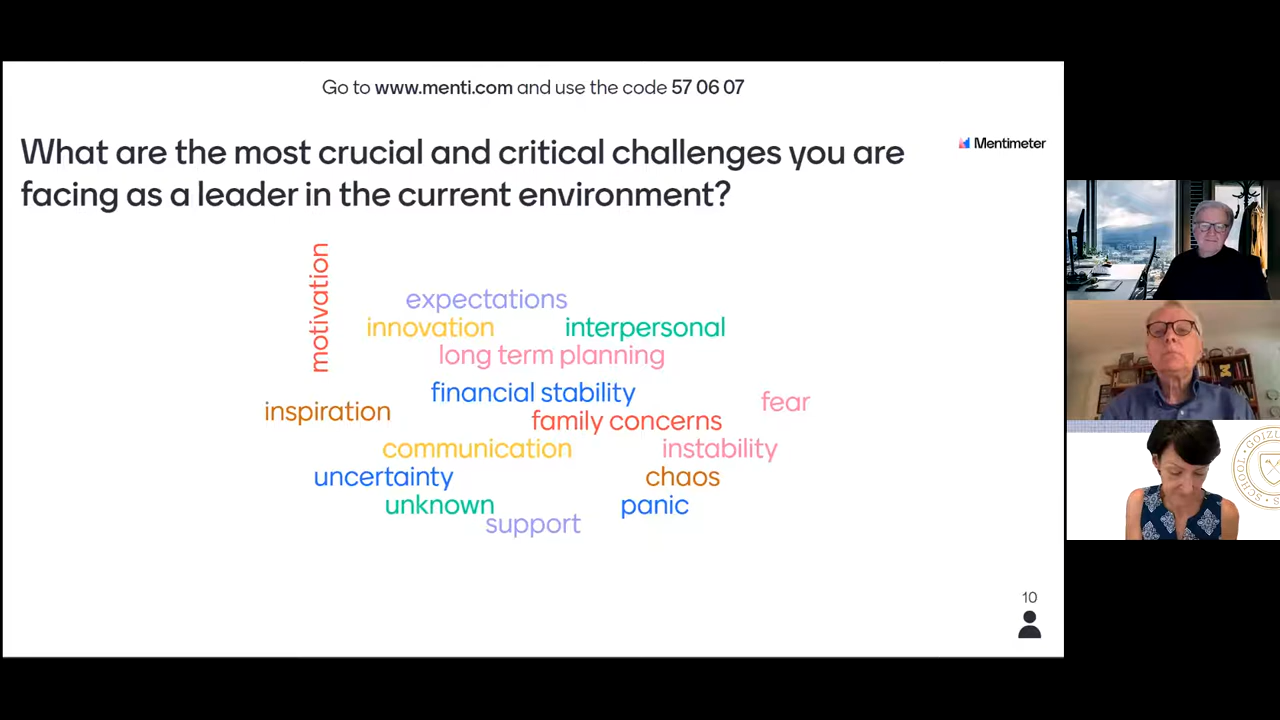 Go to www.menti.com and use the code 57 06 07
What are the most crucial and critical challenges you are
facing as a leader in the current environment?
Mentimeter
motivation
expectations
innovation
interpersonal
long term planning
financial stability
inspiration
family concerns
fear
communication
instability
uncertainty
chaos
unknown
panic
support
10
SCHOOL